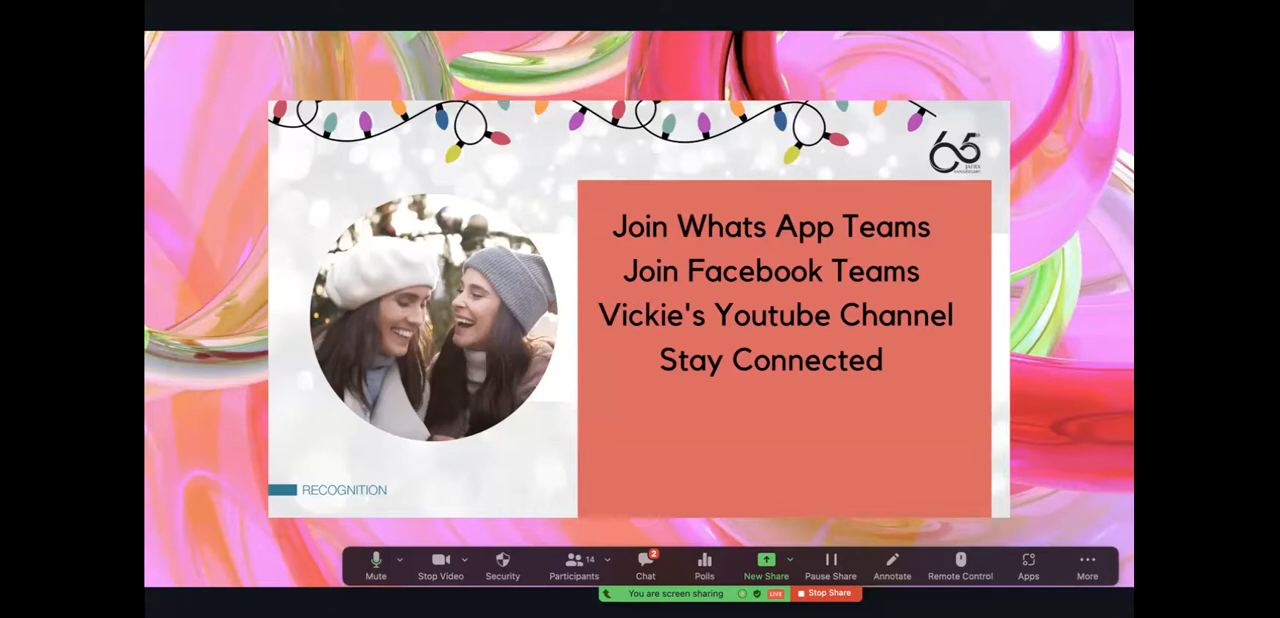 65
YEARS
ANNIVERSARY
Join Whats App Teams
Join Facebook Teams
Vickie's Youtube Channel
Stay Connected
RECOGNITION
Mute
Stop Video
Security
14
Participants
2
Chat
Polls
New Share
Pause Share
Annotate
Remote Control
Apps
More
You are screen sharing
LIVE
Stop Share